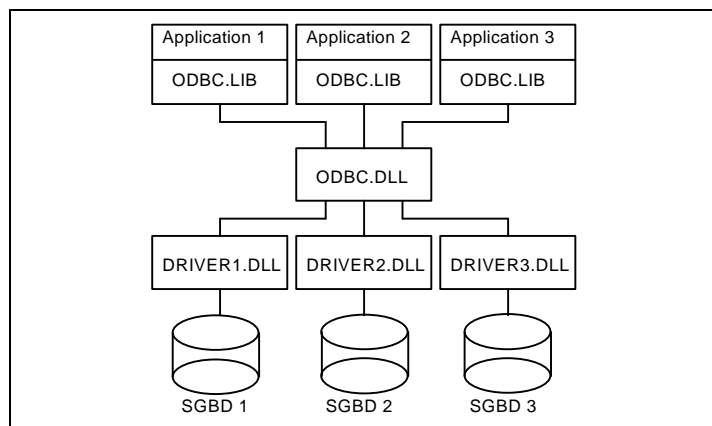 Application 1
Application 2
Application 3
ODBC.LIB
ODBC.LIB
ODBC.LIB
ODBC.DLL
DRIVER1.DLL
DRIVER2.DLL
DRIVER3.DLL
SGBD 1
SGBD 2
SGBD 3